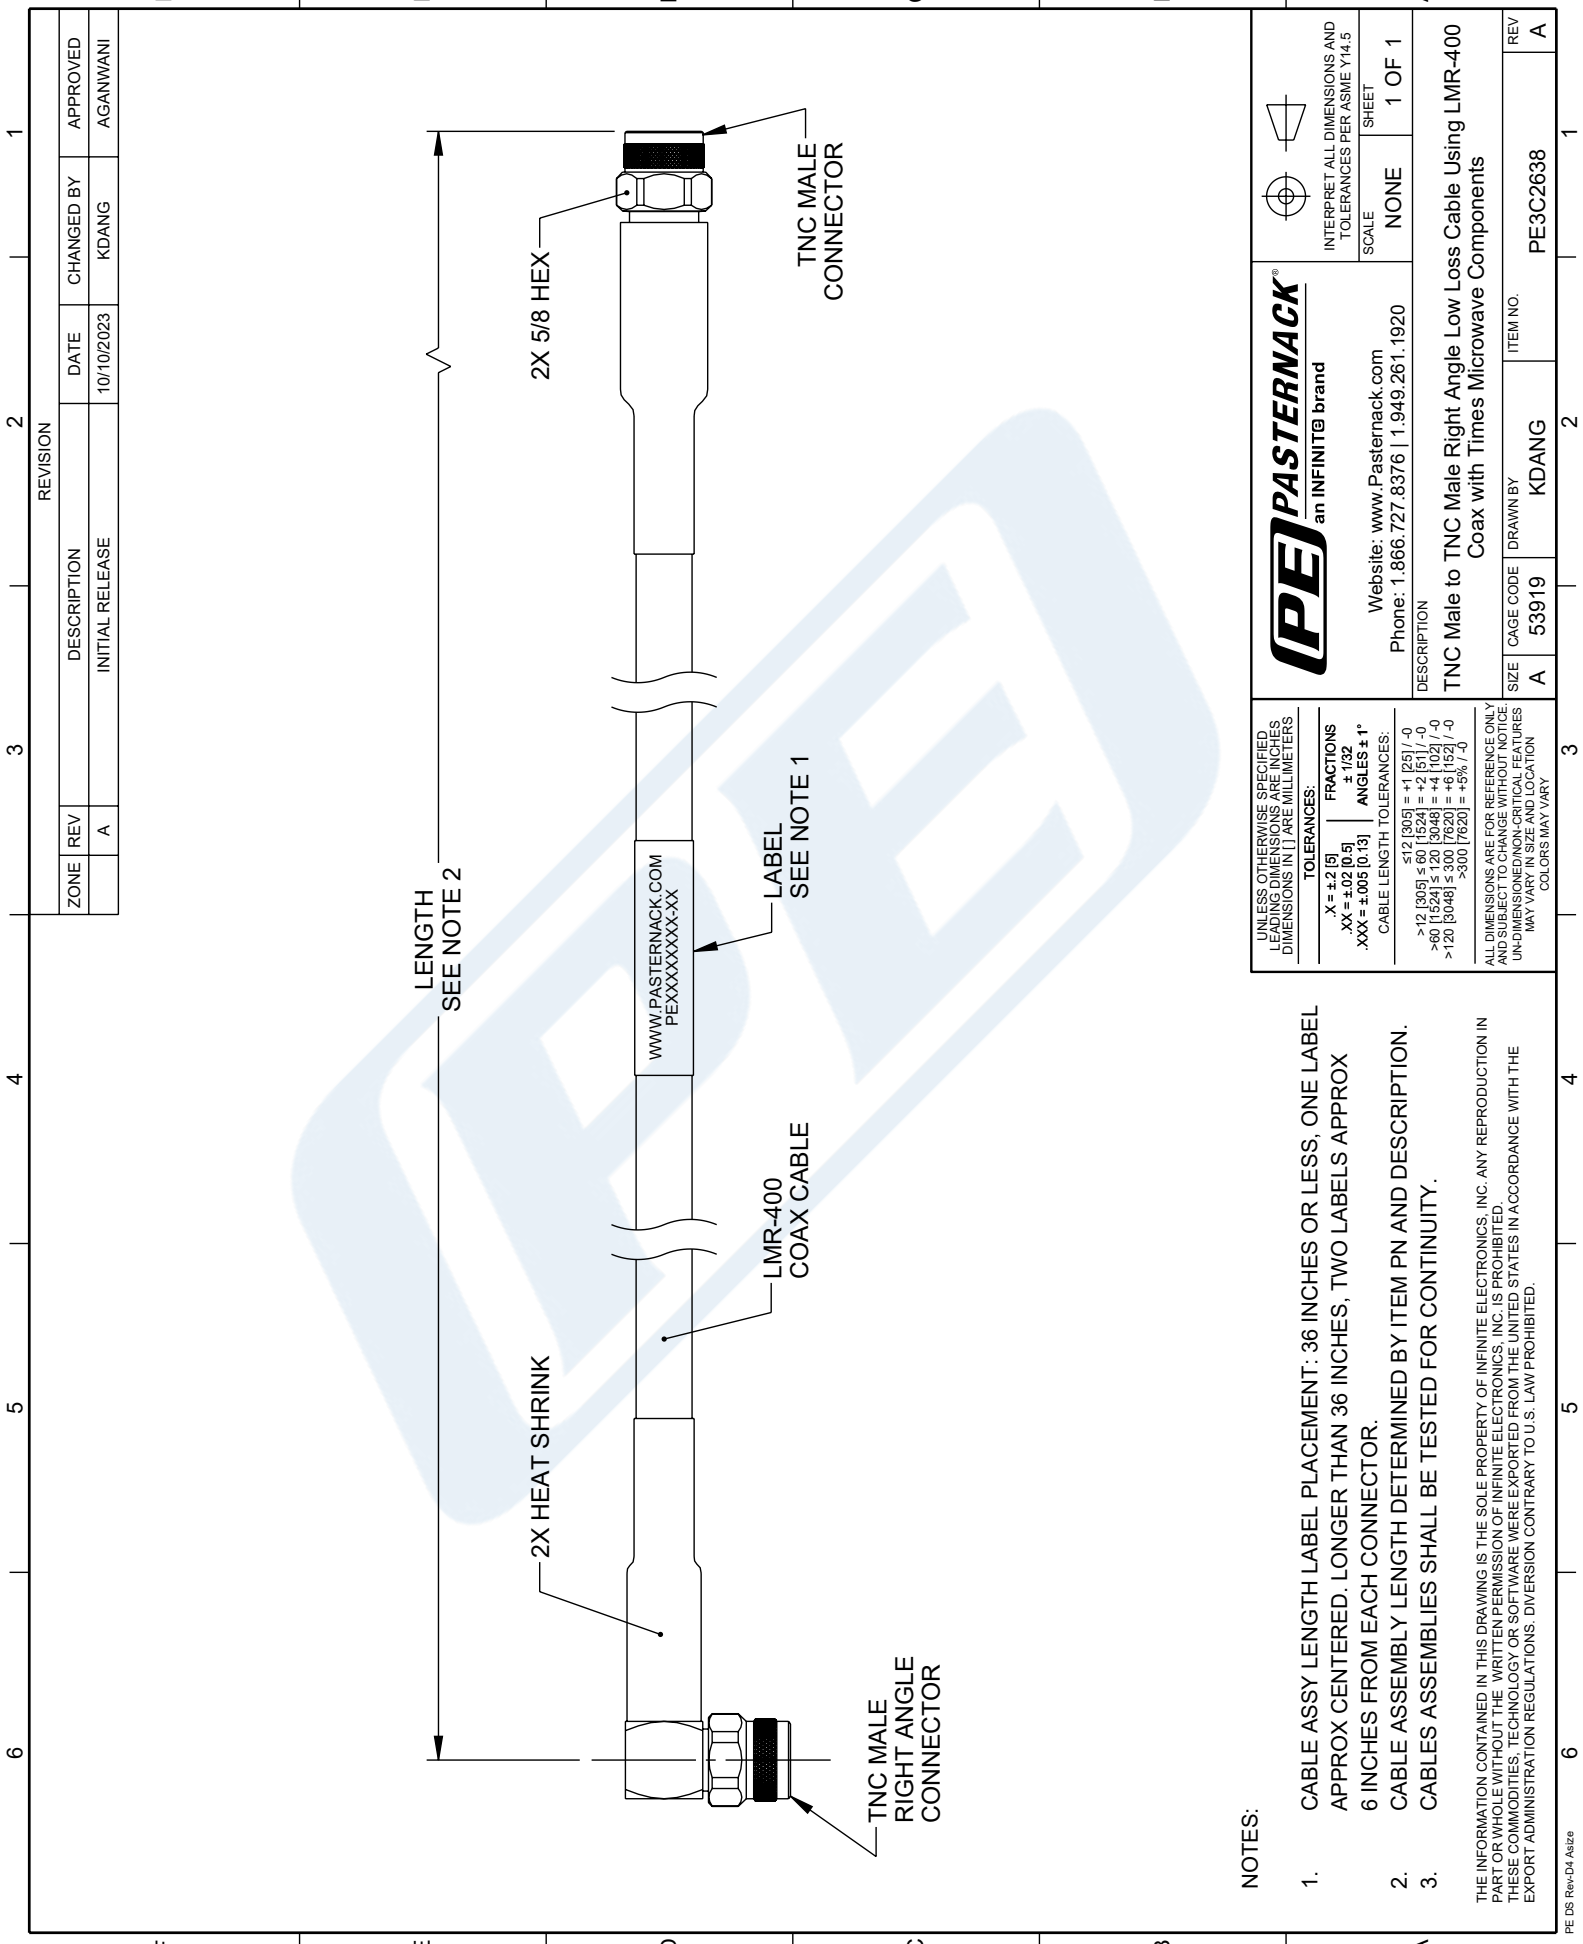 REVISION
ZONE REV DESCRIPTION DATE CHANGED BY APPROVED
A INITIAL RELEASE 10/10/2023 KDANG AGANWANI
6 5 4 3 2 1
LENGTH
SEE NOTE 2
2X HEAT SHRINK
2X 5/8 HEX
WWW.PASTERNACK.COM
PEXXXXXXXX-XX
TNC MALE
RIGHT ANGLE
CONNECTOR
LMR-400
COAX CABLE
LABEL
SEE NOTE 1
TNC MALE
CONNECTOR
NOTES:
1. CABLE ASSY LENGTH LABEL PLACEMENT: 36 INCHES OR LESS, ONE LABEL
APPROX CENTERED. LONGER THAN 36 INCHES, TWO LABELS APPROX
6 INCHES FROM EACH CONNECTOR.
2. CABLE ASSEMBLY LENGTH DETERMINED BY ITEM PN AND DESCRIPTION.
3. CABLES ASSEMBLIES SHALL BE TESTED FOR CONTINUITY.
THE INFORMATION CONTAINED IN THIS DRAWING IS THE SOLE PROPERTY OF INFINITE ELECTRONICS, INC. ANY REPRODUCTION IN
PART OR WHOLE WITHOUT THE WRITTEN PERMISSION OF INFINITE ELECTRONICS, INC. IS PROHIBITED.
THESE COMMODITIES, TECHNOLOGY OR SOFTWARE WERE EXPORTED FROM THE UNITED STATES IN ACCORDANCE WITH THE
EXPORT ADMINISTRATION REGULATIONS. DIVERSION CONTRARY TO U.S. LAW PROHIBITED.
UNLESS OTHERWISE SPECIFIED
LEADING DIMENSIONS ARE INCHES
DIMENSIONS IN [ ] ARE MILLIMETERS
TOLERANCES:
.X = ±.2 [5] FRACTIONS
.XX = ±.02 [0.5] ± 1/32
.XXX = ±.005 [0.13] ANGLES ± 1°
CABLE LENGTH TOLERANCES:
≤12 [305] = +1 [25] / -0
>12 [305] ≤ 60 [1524] = +2 [51] / -0
>60 [1524] ≤ 120 [3048] = +4 [102] / -0
>120 [3048] ≤ 300 [7620] = +6 [152] / -0
>300 [7620] = +5% / -0
ALL DIMENSIONS ARE FOR REFERENCE ONLY
AND SUBJECT TO CHANGE WITHOUT NOTICE.
UN-DIMENSIONED/NON-CRITICAL FEATURES
MAY VARY IN SIZE AND LOCATION
COLORS MAY VARY
PE PASTERNACK®
an INFINIT@ brand
Website: www.Pasternack.com
Phone: 1.866.727.8376 | 1.949.261.1920
INTERPRET ALL DIMENSIONS AND
TOLERANCES PER ASME Y14.5
SCALE SHEET
NONE 1 OF 1
DESCRIPTION
TNC Male to TNC Male Right Angle Low Loss Cable Using LMR-400
Coax with Times Microwave Components
SIZE CAGE CODE DRAWN BY ITEM NO. REV
A 53919 KDANG PE3C2638 A
6 5 4 3 2 1
PE DS Rev-D4 Asize
PE